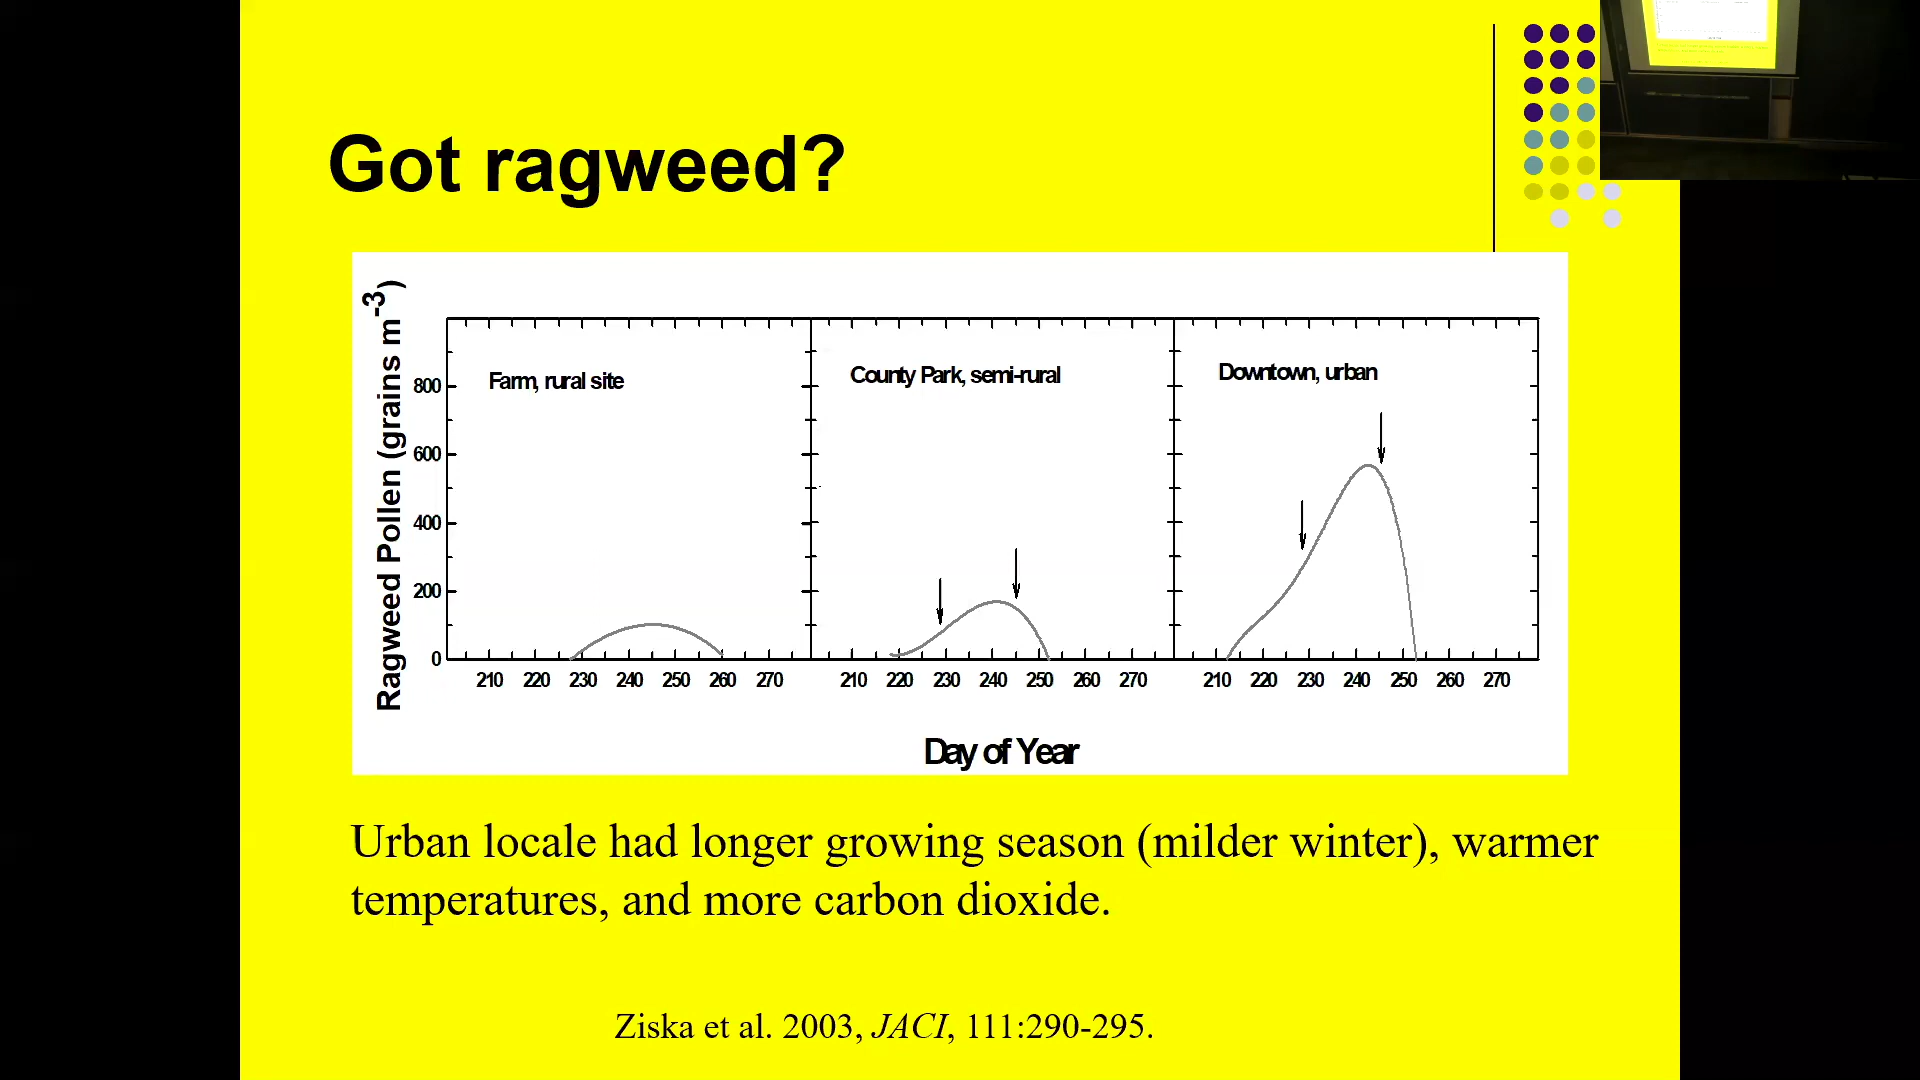 Got ragweed?
Ragweed Pollen (grains m-3)
Farm, rural site
County Park, semi-rural
Downtown, urban
800
600
400
200
0
210 220 230 240 250 260 270
210 220 230 240 250 260 270
210 220 230 240 250 260 270
Day of Year
Urban locale had longer growing season (milder winter), warmer
temperatures, and more carbon dioxide.
Ziska et al. 2003, JACI, 111:290-295.